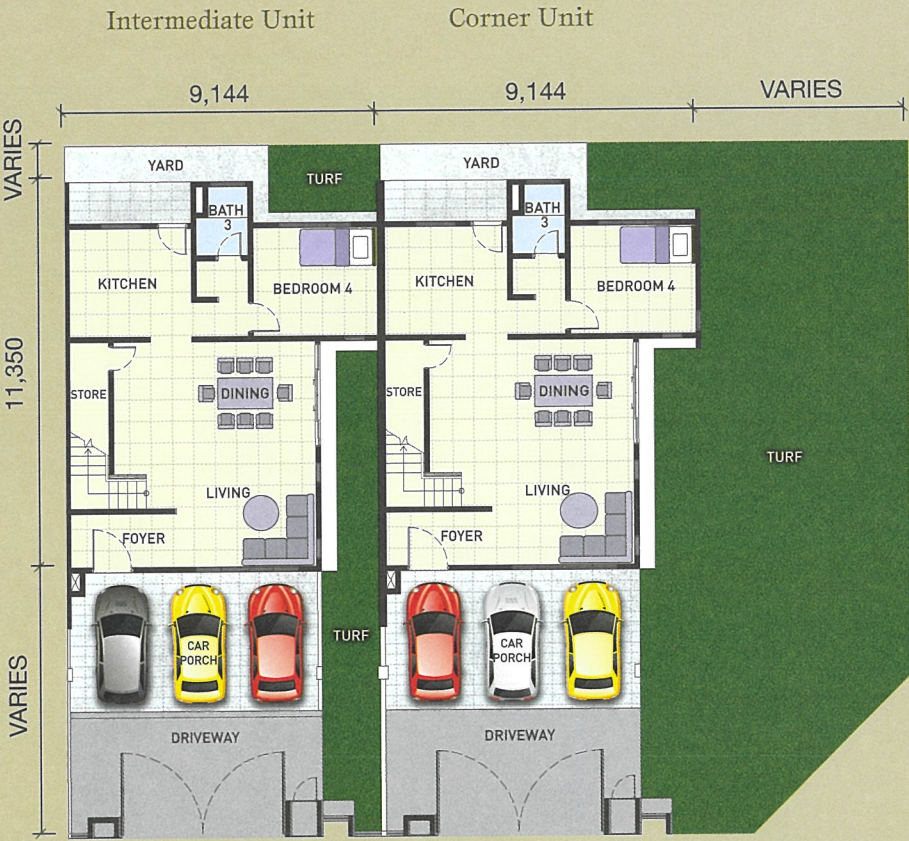 Intermediate Unit
Corner Unit
9,144
9,144
VARIES
VARIES
11,350
VARIES
YARD
TURF
BATH
3
KITCHEN
BEDROOM 4
STORE
DINING
LIVING
FOYER
CAR
PORCH
TURF
DRIVEWAY
YARD
BATH
3
KITCHEN
BEDROOM 4
STORE
DINING
LIVING
FOYER
CAR
PORCH
DRIVEWAY
TURF